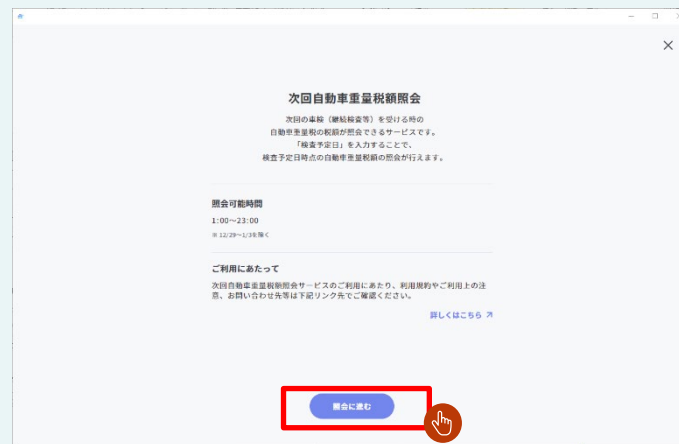 次回自動車重量税額照会
次回の車検（継続検査等）を受ける時の
自動車重量税の税額が照会できるサービスです。
「検査予定日」を入力することで、
検査予定日時点の自動車重量税額の照会が行えます。
照会可能時間
1:00～23:00
※ 12/29～1/3を除く
ご利用にあたって
次回自動車重量税額照会サービスのご利用にあたり、利用規約やご利用上の注
意、お問い合わせ先等は下記リンク先でご確認ください。
詳しくはこちら
照会に進む